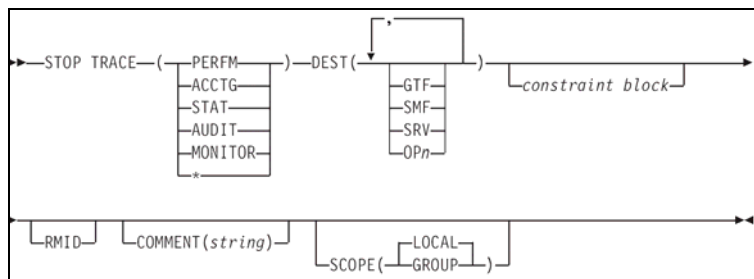 ,
STOP TRACE ( PERFM ) DEST( GTF ) constraint block
ACCTG SMF
STAT SRV
AUDIT OPn
MONITOR
*
RMID COMMENT(string) SCOPE( LOCAL )
GROUP